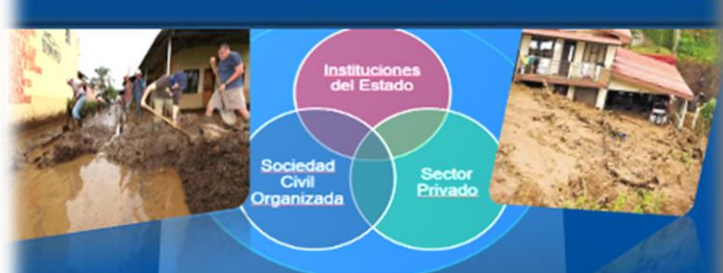 Instituciones
del Estado
Sociedad
Civil
Organizada
Sector
Privado